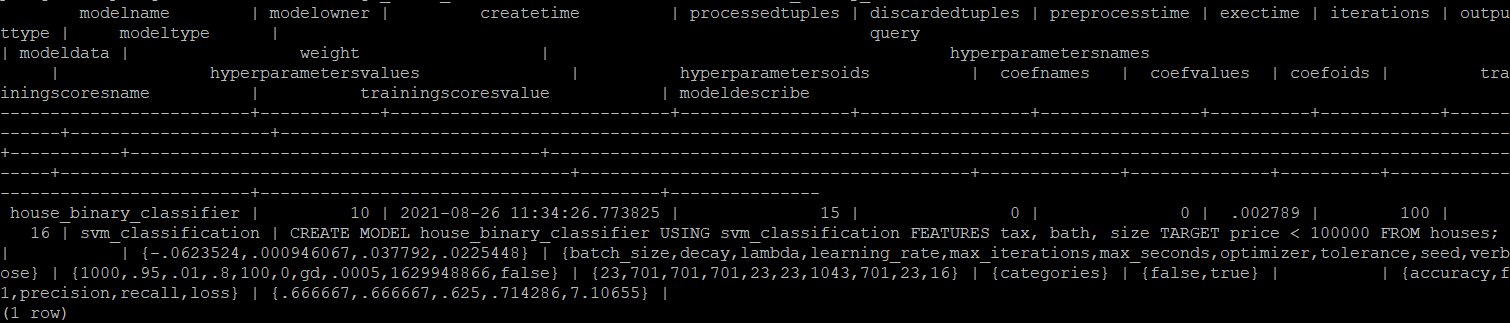 modelname | modelowner | createtime | processedtuples | discardedtuples | preprocesstime | exectime | iterations | outpu
ttype | modeltype | query
| modeldata | weight | hyperparametersnames
| hyperparametersvalues | hyperparametersoids | coefnames | coefvalues | coefoids | tra
iningscoresname | trainingscoresvalue | modeldescribe
-------------------------+------------+----------------------------+-----------------+-----------------+----------------+----------+------------+------
------+--------------------+---------------------------------------------------------------------------------------------------------------------------
+-----------+------------------------------------------+-----------------------------------------------------------------------------------------------
-----+---------------------------------------------------+---------------------------------------+--------------+--------------+----------+------------
-------------------------+----------------------------------------+---------------
house_binary_classifier | 10 | 2021-08-26 11:34:26.773825 | 15 | 0 | 0 | .002789 | 100 |
16 | svm_classification | CREATE MODEL house_binary_classifier USING svm_classification FEATURES tax, bath, size TARGET price < 100000 FROM houses;
| | {-.0623524,.000946067,.037792,.0225448} | {batch_size,decay,lambda,learning_rate,max_iterations,max_seconds,optimizer,tolerance,seed,verb
ose} | {1000,.95,.01,.8,100,0,gd,.0005,1629948866,false} | {23,701,701,701,23,23,1043,701,23,16} | {categories} | {false,true} | | {accuracy,f
1,precision,recall,loss} | {.666667,.666667,.625,.714286,7.10655} |
(1 row)